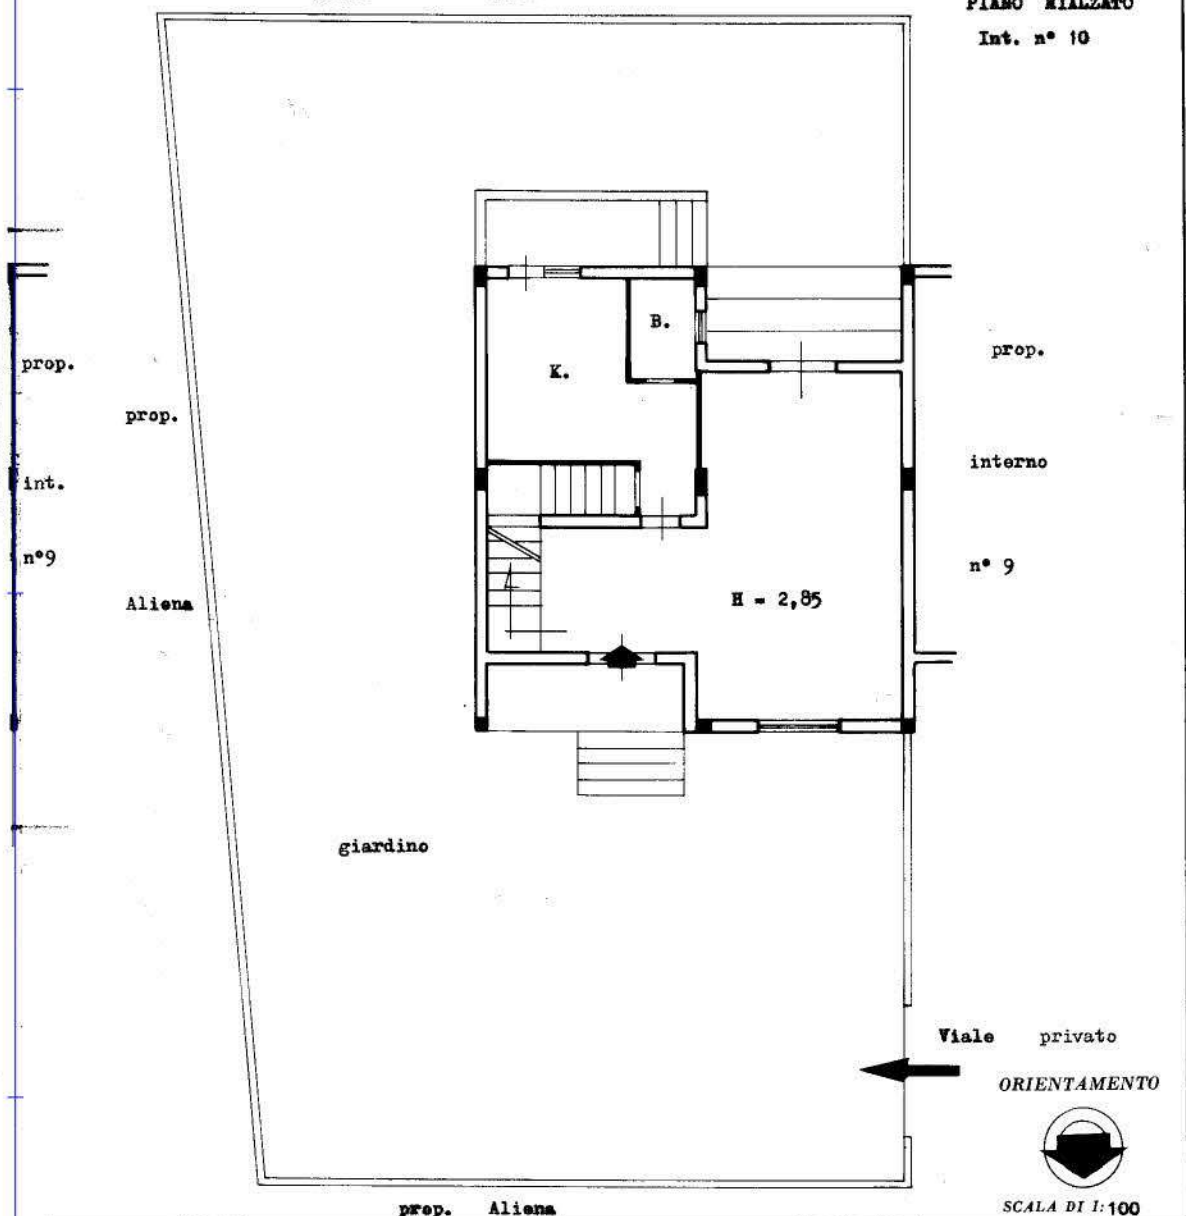 PIANO RIALZATO
Int. n° 10
B.
K.
prop.
prop.
prop.
interno
int.
n°9
n° 9
Aliena
H = 2,85
giardino
Viale privato
ORIENTAMENTO
SCALA DI 1:100
prop. Aliena